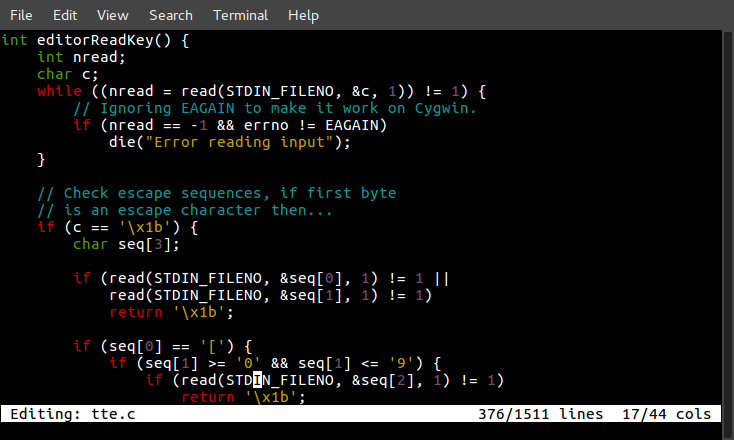 File Edit View Search Terminal Help
int editorReadKey() {
    int nread;
    char c;
    while ((nread = read(STDIN_FILENO, &c, 1)) != 1) {
        // Ignoring EAGAIN to make it work on Cygwin.
        if (nread == -1 && errno != EAGAIN)
            die("Error reading input");
    }

    // Check escape sequences, if first byte
    // is an escape character then...
    if (c == '\x1b') {
        char seq[3];

        if (read(STDIN_FILENO, &seq[0], 1) != 1 ||
            read(STDIN_FILENO, &seq[1], 1) != 1)
            return '\x1b';

        if (seq[0] == '[') {
            if (seq[1] >= '0' && seq[1] <= '9') {
                if (read(STDIN_FILENO, &seq[2], 1) != 1)
                    return '\x1b';
Editing: tte.c 376/1511 lines 17/44 cols